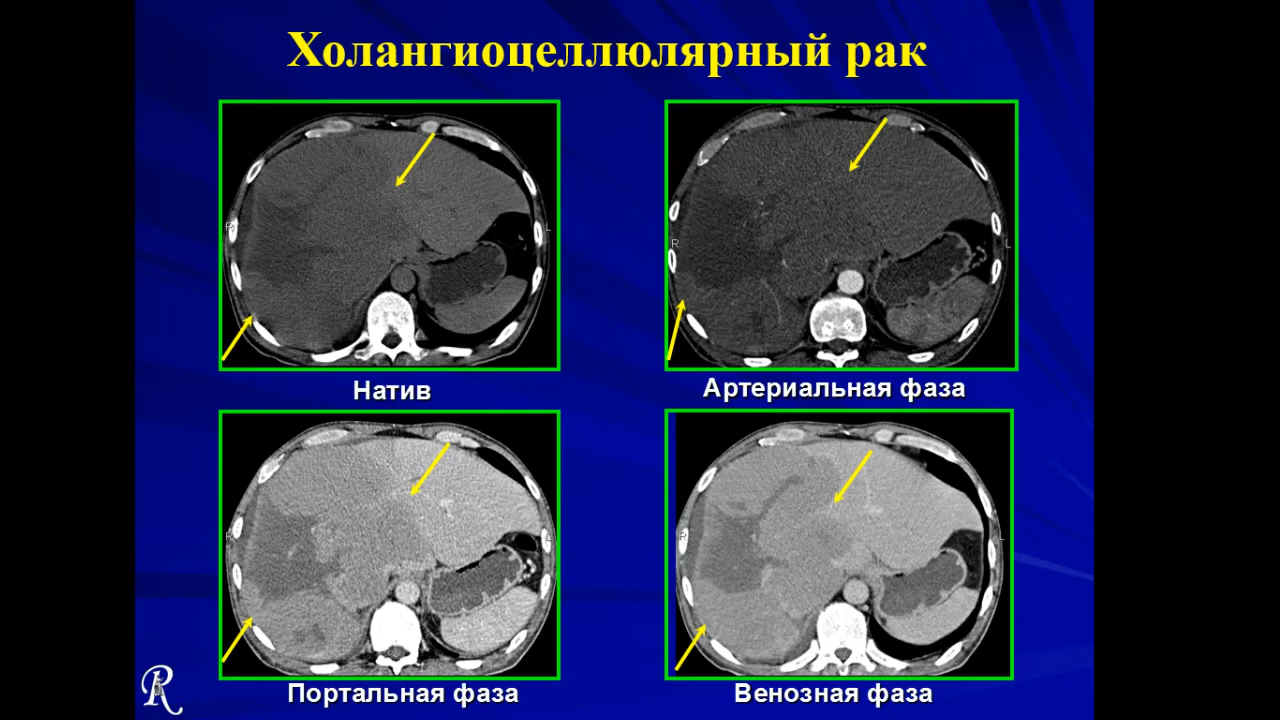 Холангиоцеллюлярный рак
R
L
R
L
Натив
Артериальная фаза
R
L
R
L
Портальная фаза
Венозная фаза
R